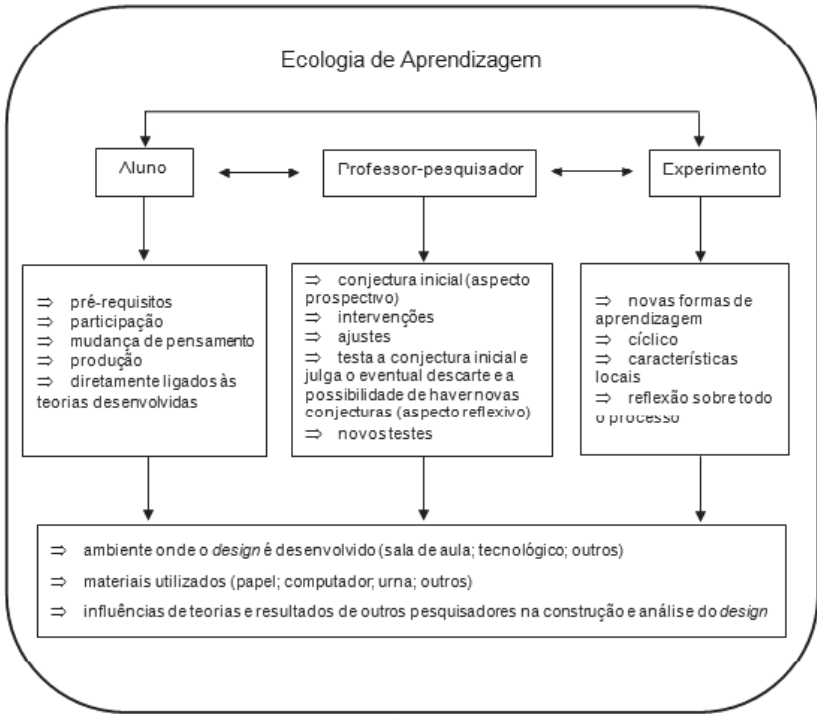 Ecologia de Aprendizagem
Aluno
Professor-pesquisador
Experimento
⇒ pré-requisitos
⇒ participação
⇒ mudança de pensamento
⇒ produção
⇒ diretamente ligados às
teorias desenvolvidas
⇒ conjectura inicial (aspecto
prospectivo)
⇒ intervenções
⇒ ajustes
⇒ testa a conjectura inicial e
julga o eventual descarte e a
possibilidade de haver novas
conjecturas (aspecto reflexivo)
⇒ novos testes
⇒ novas formas de
aprendizagem
⇒ cíclico
⇒ características
locais
⇒ reflexão sobre todo
o processo
⇒ ambiente onde o design é desenvolvido (sala de aula; tecnológico; outros)
⇒ materiais utilizados (papel; computador; urna; outros)
⇒ influências de teorias e resultados de outros pesquisadores na construção e análise do design